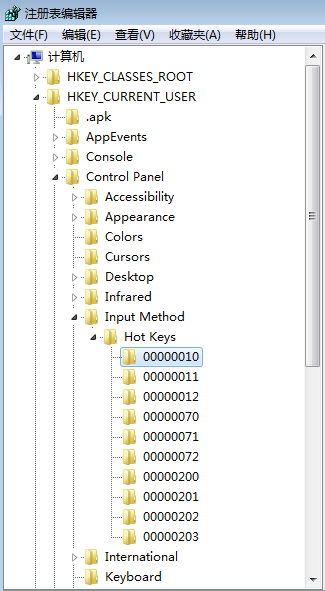 注册表编辑器
文件(F) 编辑(E) 查看(V) 收藏夹(A) 帮助(H)
计算机
HKEY_CLASSES_ROOT
HKEY_CURRENT_USER
.apk
AppEvents
Console
Control Panel
Accessibility
Appearance
Colors
Cursors
Desktop
Infrared
Input Method
Hot Keys
00000010
00000011
00000012
00000070
00000071
00000072
00000200
00000201
00000202
00000203
International
Keyboard